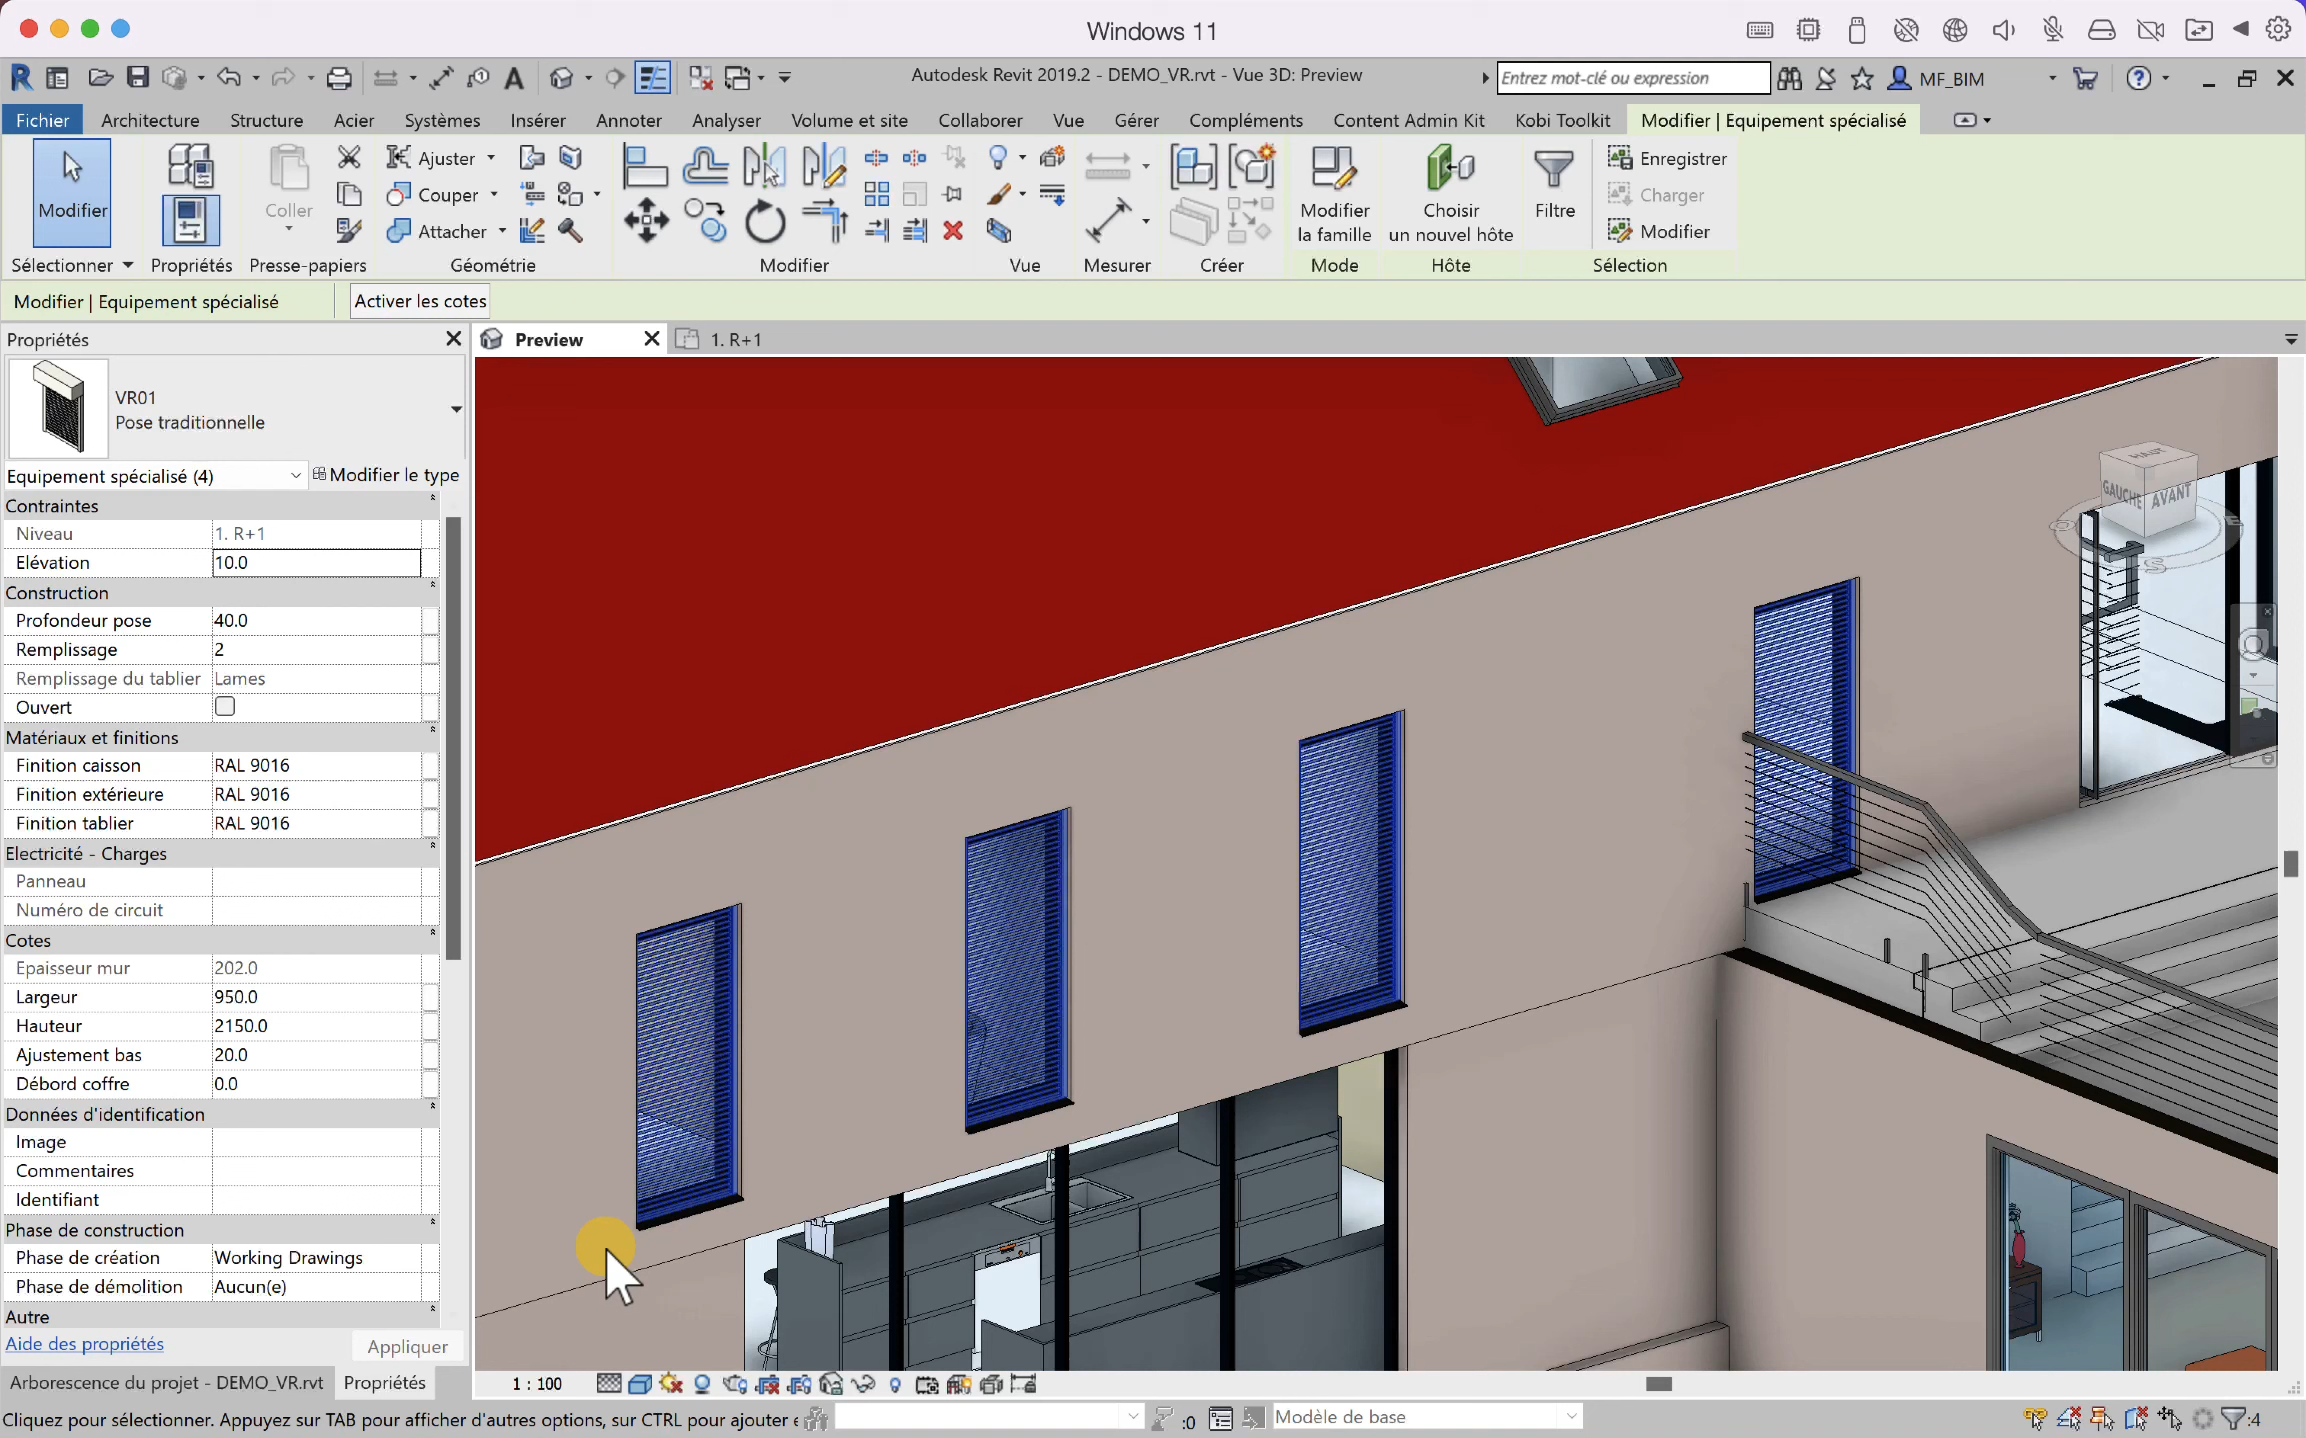 Windows 11
Autodesk Revit 2019.2 - DEMO_VR.rvt - Vue 3D: Preview
Entrez mot-clé ou expression
MF_BIM
Fichier Architecture Structure Acier Systèmes Insérer Annoter Analyser Volume et site Collaborer Vue Gérer Compléments Content Admin Kit Kobi Toolkit Modifier | Equipement spécialisé
Modifier
Coller
Ajuster
Couper
Attacher
Modifier
la famille
Choisir
un nouvel hôte
Filtre
Enregistrer
Charger
Modifier
Sélectionner Propriétés Presse-papiers Géométrie Modifier Vue Mesurer Créer Mode Hôte Sélection
Modifier | Equipement spécialisé Activer les cotes
Propriétés
Preview
1. R+1
VR01
Pose traditionnelle
Equipement spécialisé (4) Modifier le type
Contraintes
Niveau 1. R+1
Elévation 10.0
Construction
Profondeur pose 40.0
Remplissage 2
Remplissage du tablier Lames
Ouvert
Matériaux et finitions
Finition caisson RAL 9016
Finition extérieure RAL 9016
Finition tablier RAL 9016
Electricité - Charges
Panneau
Numéro de circuit
Cotes
Epaisseur mur 202.0
Largeur 950.0
Hauteur 2150.0
Ajustement bas 20.0
Débord coffre 0.0
Données d'identification
Image
Commentaires
Identifiant
Phase de construction
Phase de création Working Drawings
Phase de démolition Aucun(e)
Autre
Aide des propriétés Appliquer
Arborescence du projet - DEMO_VR.rvt Propriétés
HAUT
GAUCHE AVANT
O E
S
1 : 100
Cliquez pour sélectionner. Appuyez sur TAB pour afficher d'autres options, sur CTRL pour ajouter
:0
Modèle de base
:4